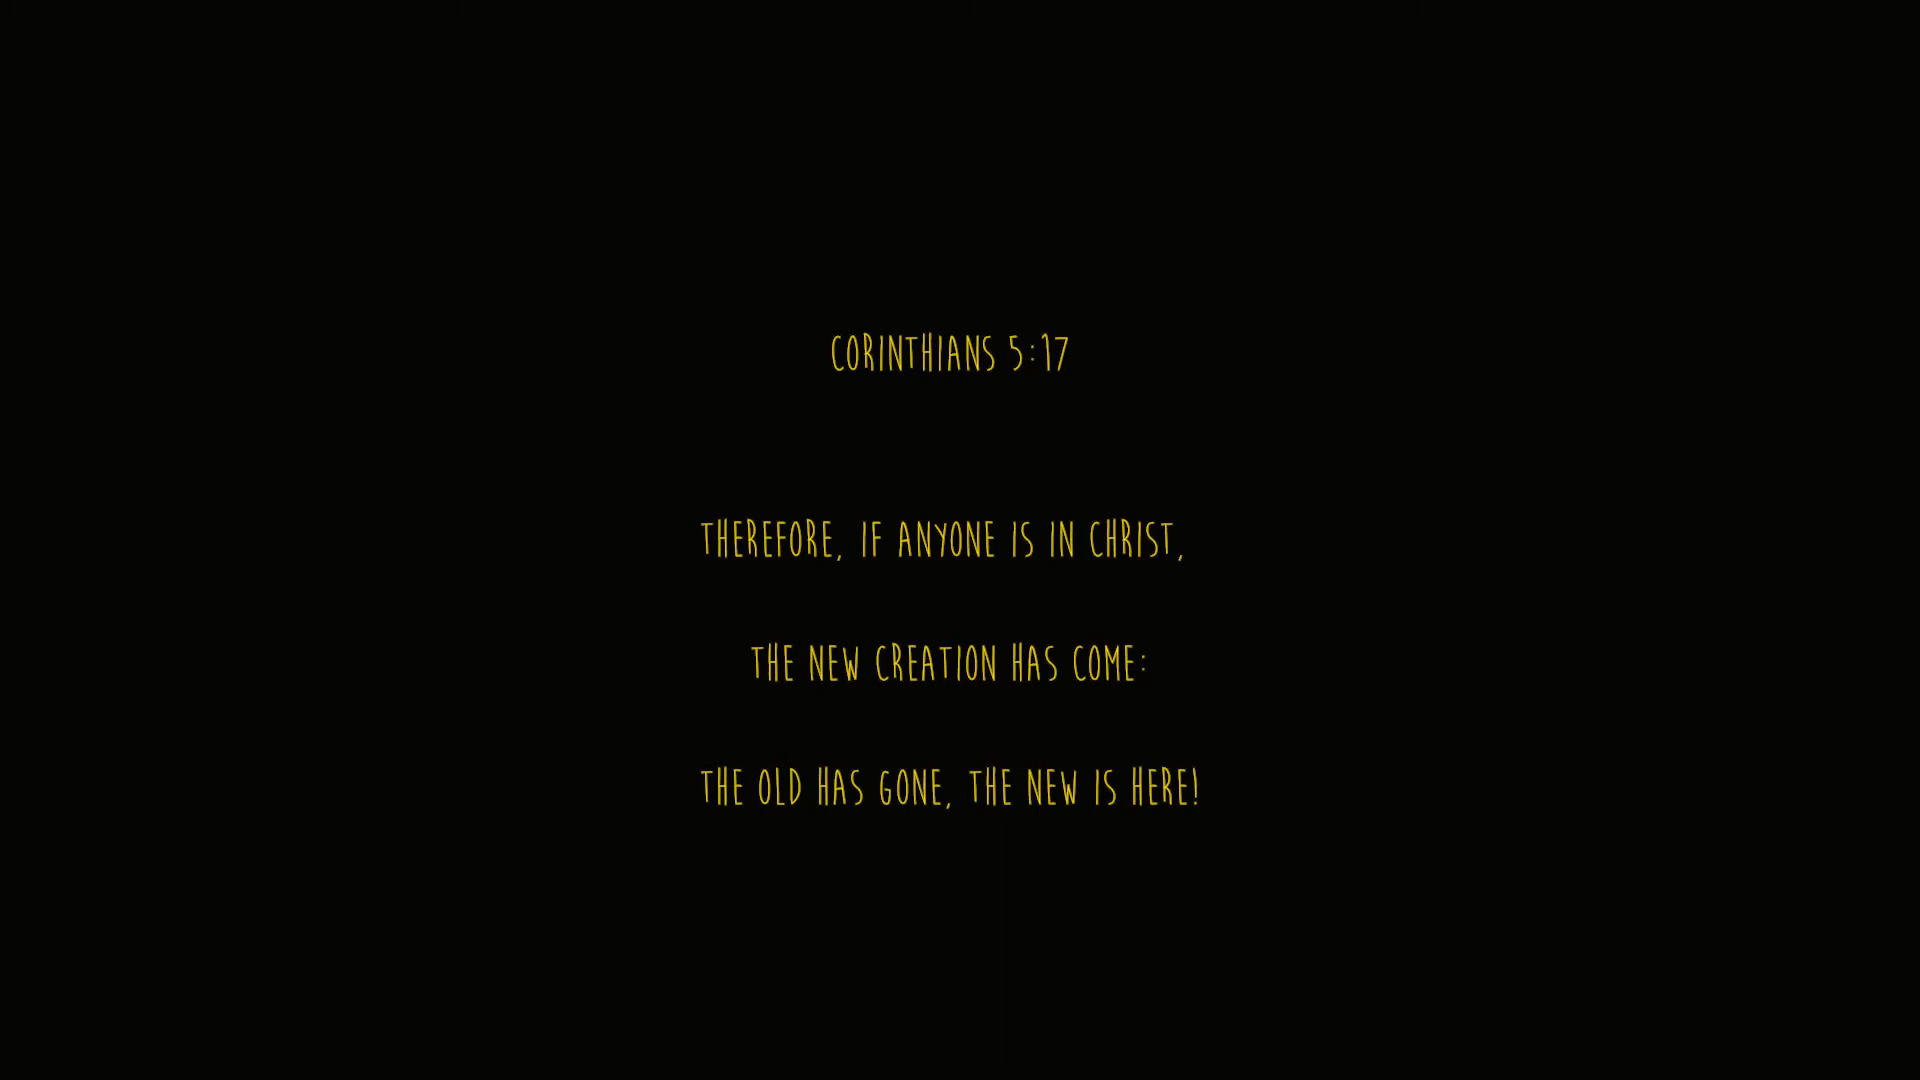 CORINTHIANS 5:17
THEREFORE, IF ANYONE IS IN CHRIST,
THE NEW CREATION HAS COME:
THE OLD HAS GONE, THE NEW IS HERE!